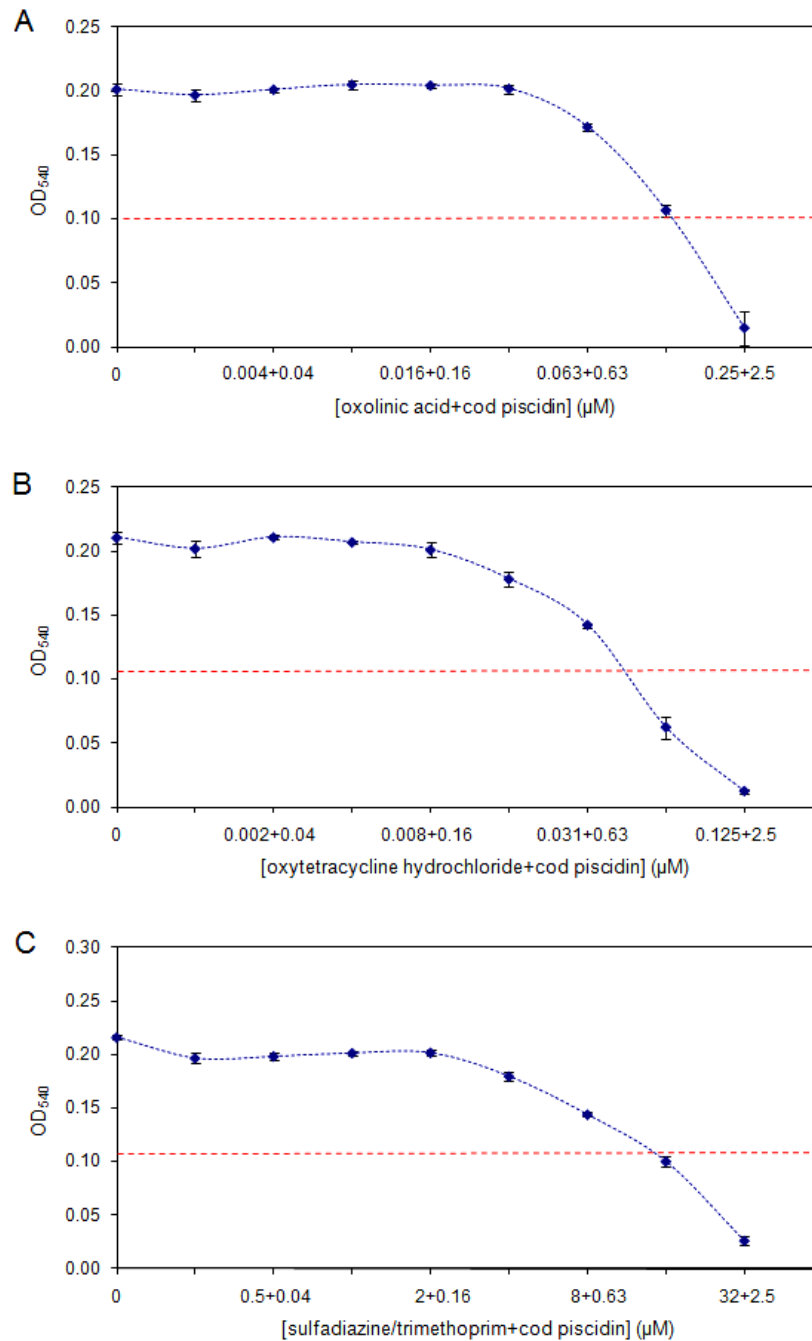 A
0.25
0.20
0.15
0.10
0.05
0.00
OD540
0 0.004+0.04 0.016+0.16 0.063+0.63 0.25+2.5
[oxolinic acid+cod piscidin] (µM)
B
0.25
0.20
0.15
0.10
0.05
0.00
OD540
0 0.002+0.04 0.008+0.16 0.031+0.63 0.125+2.5
[oxytetracycline hydrochloride+cod piscidin] (µM)
C
0.30
0.25
0.20
0.15
0.10
0.05
0.00
OD540
0 0.5+0.04 2+0.16 8+0.63 32+2.5
[sulfadiazine/trimethoprim+cod piscidin] (µM)